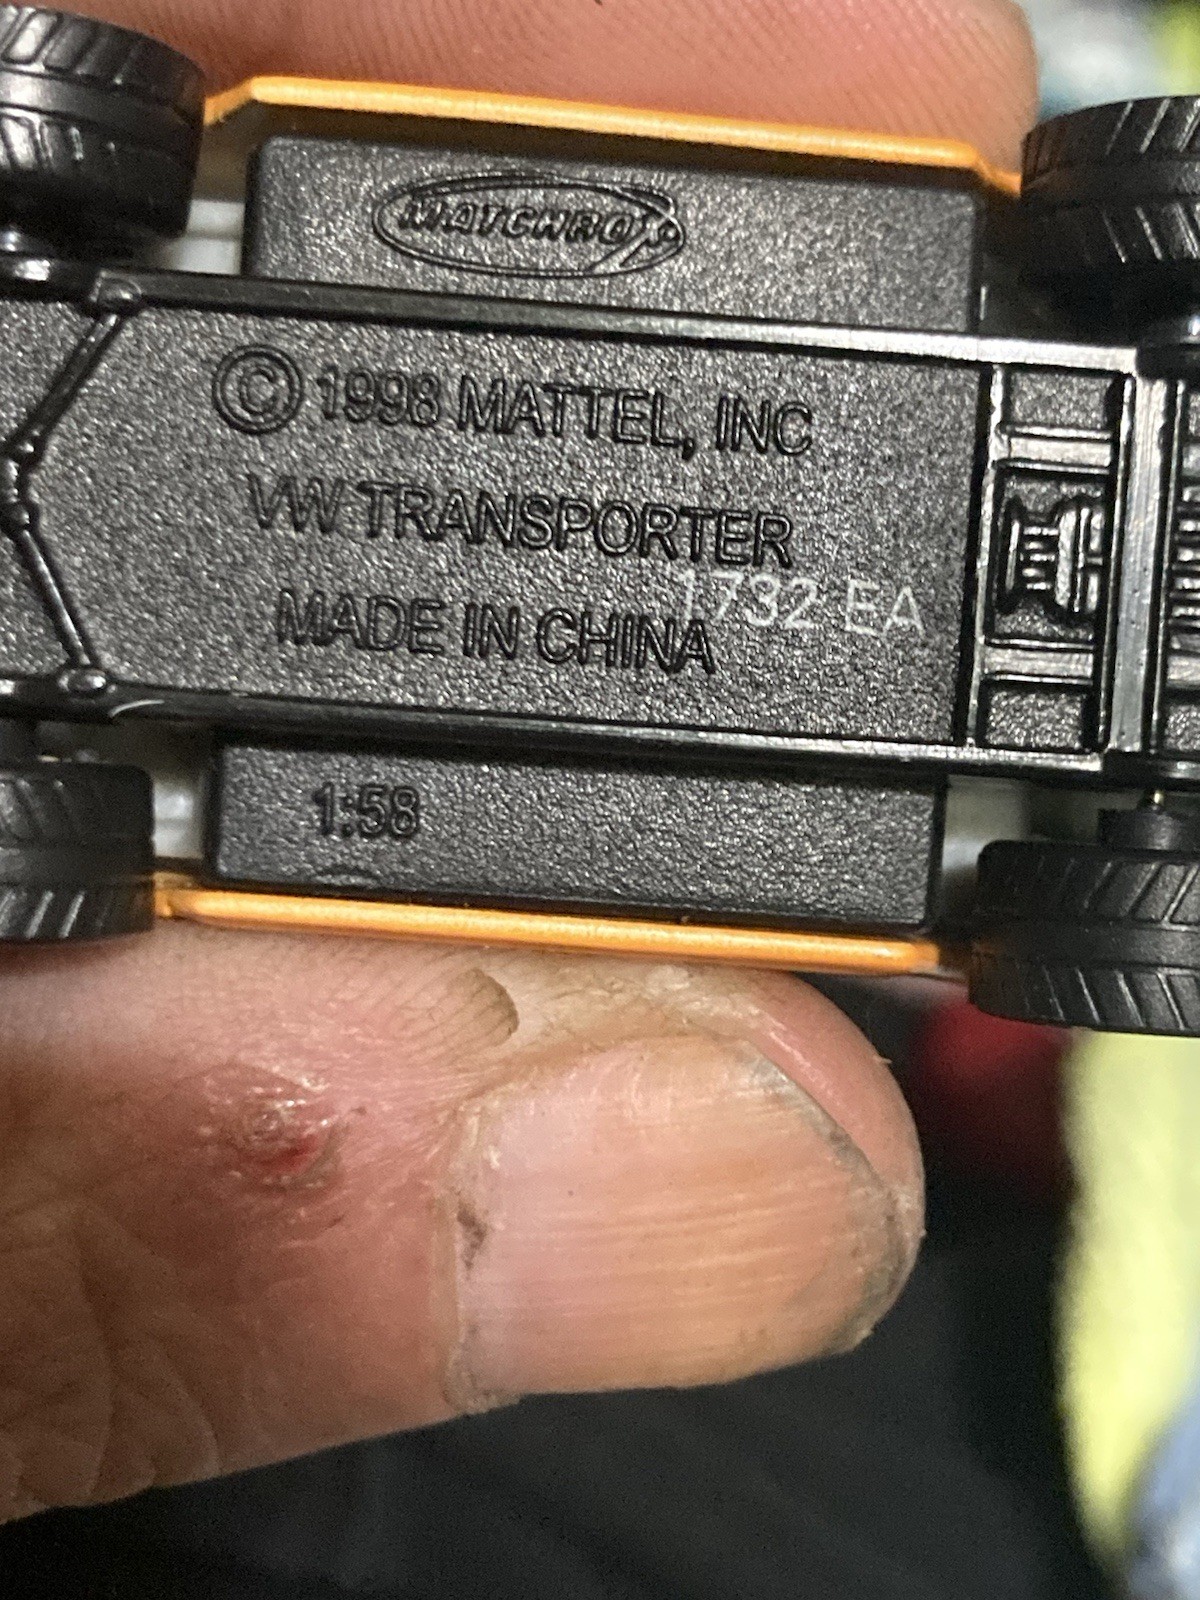 MATCHBOX
© 1998 MATTEL, INC
VW TRANSPORTER
1732 EA
MADE IN CHINA
1:58